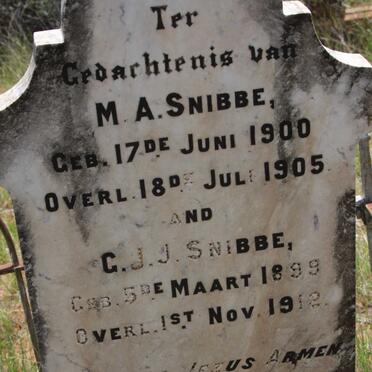 Ter
Gedachtenis van
M. A. SNIBBE,
GEB. 17DE JUNI 1900
OVERL. 18DE JULI 1905.
AND
C. J. J. SNIBBE,
GEB. 5DE MAART 1899
OVERL. 1ST NOV. 1912.
JEZUS ARMEN